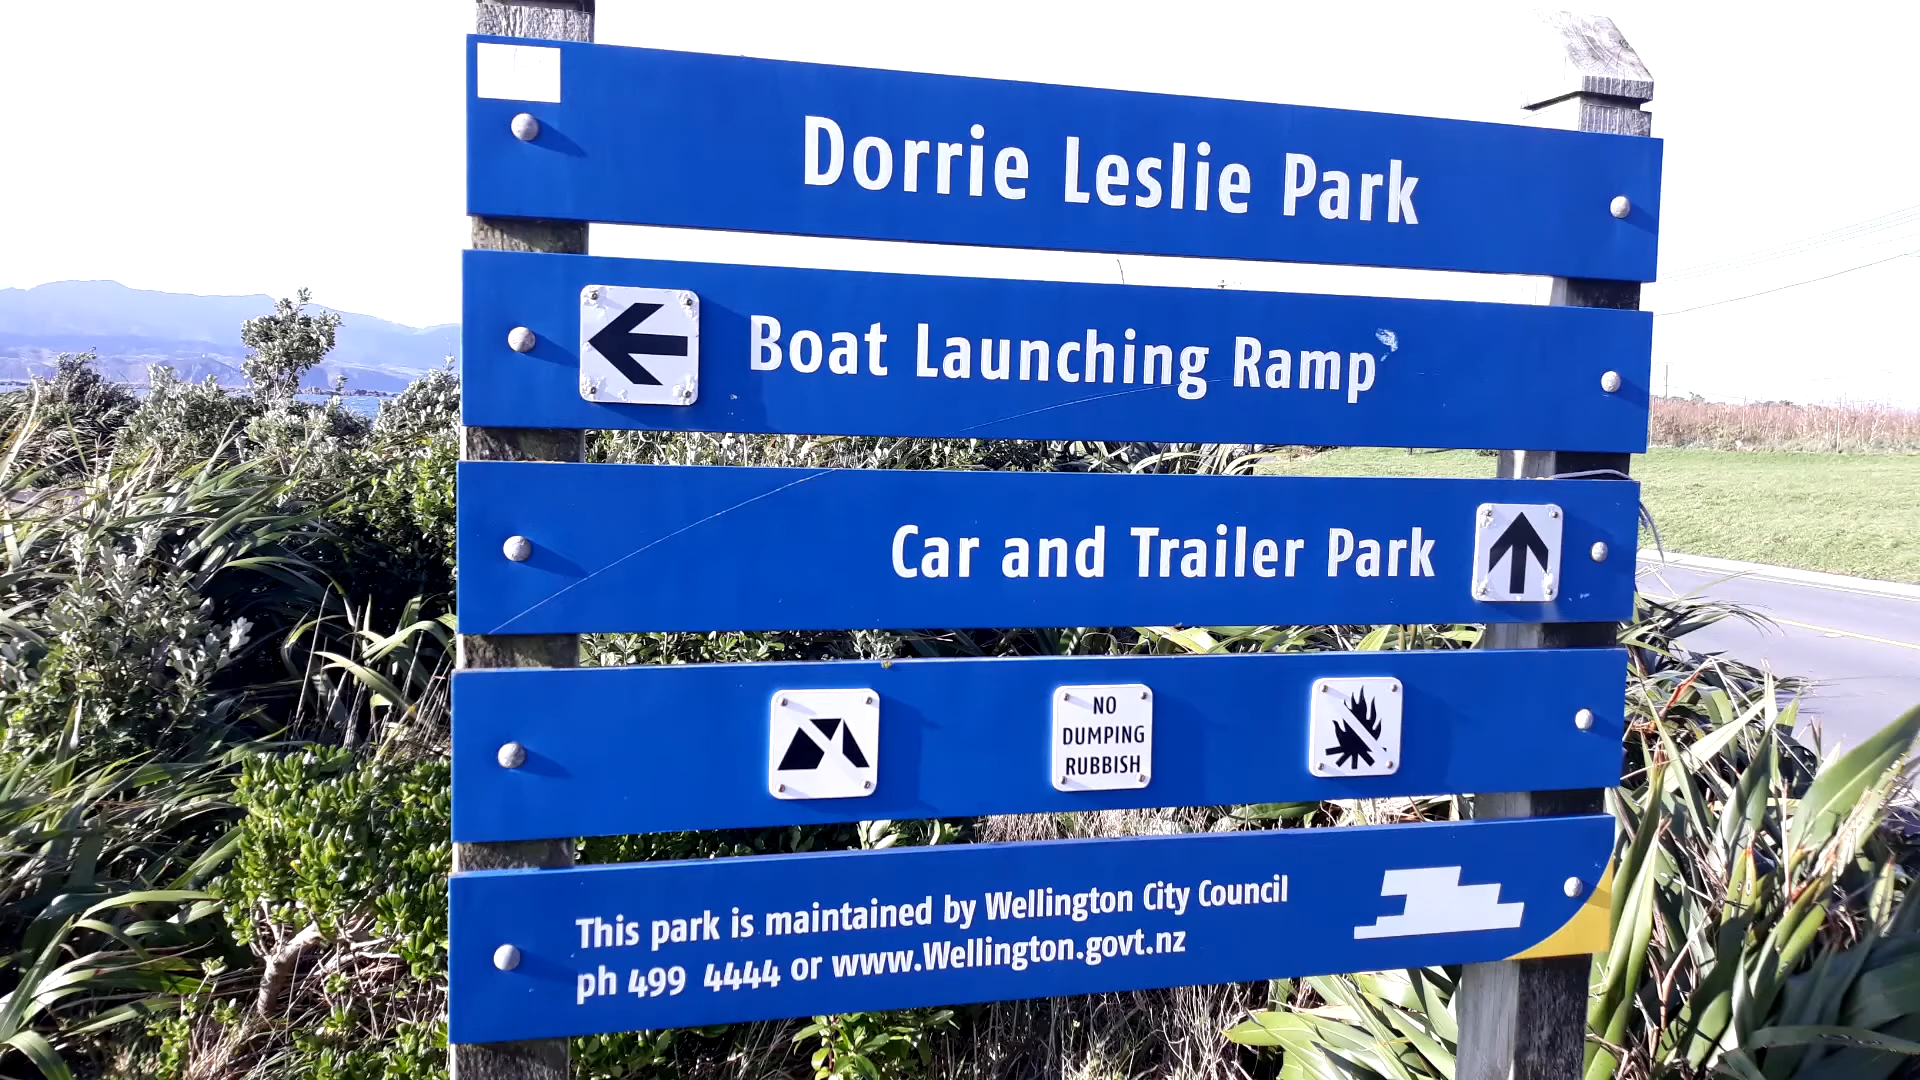 Dorrie Leslie Park
Boat Launching Ramp
Car and Trailer Park
NO
DUMPING
RUBBISH
This park is maintained by Wellington City Council
ph 499 4444 or www.Wellington.govt.nz